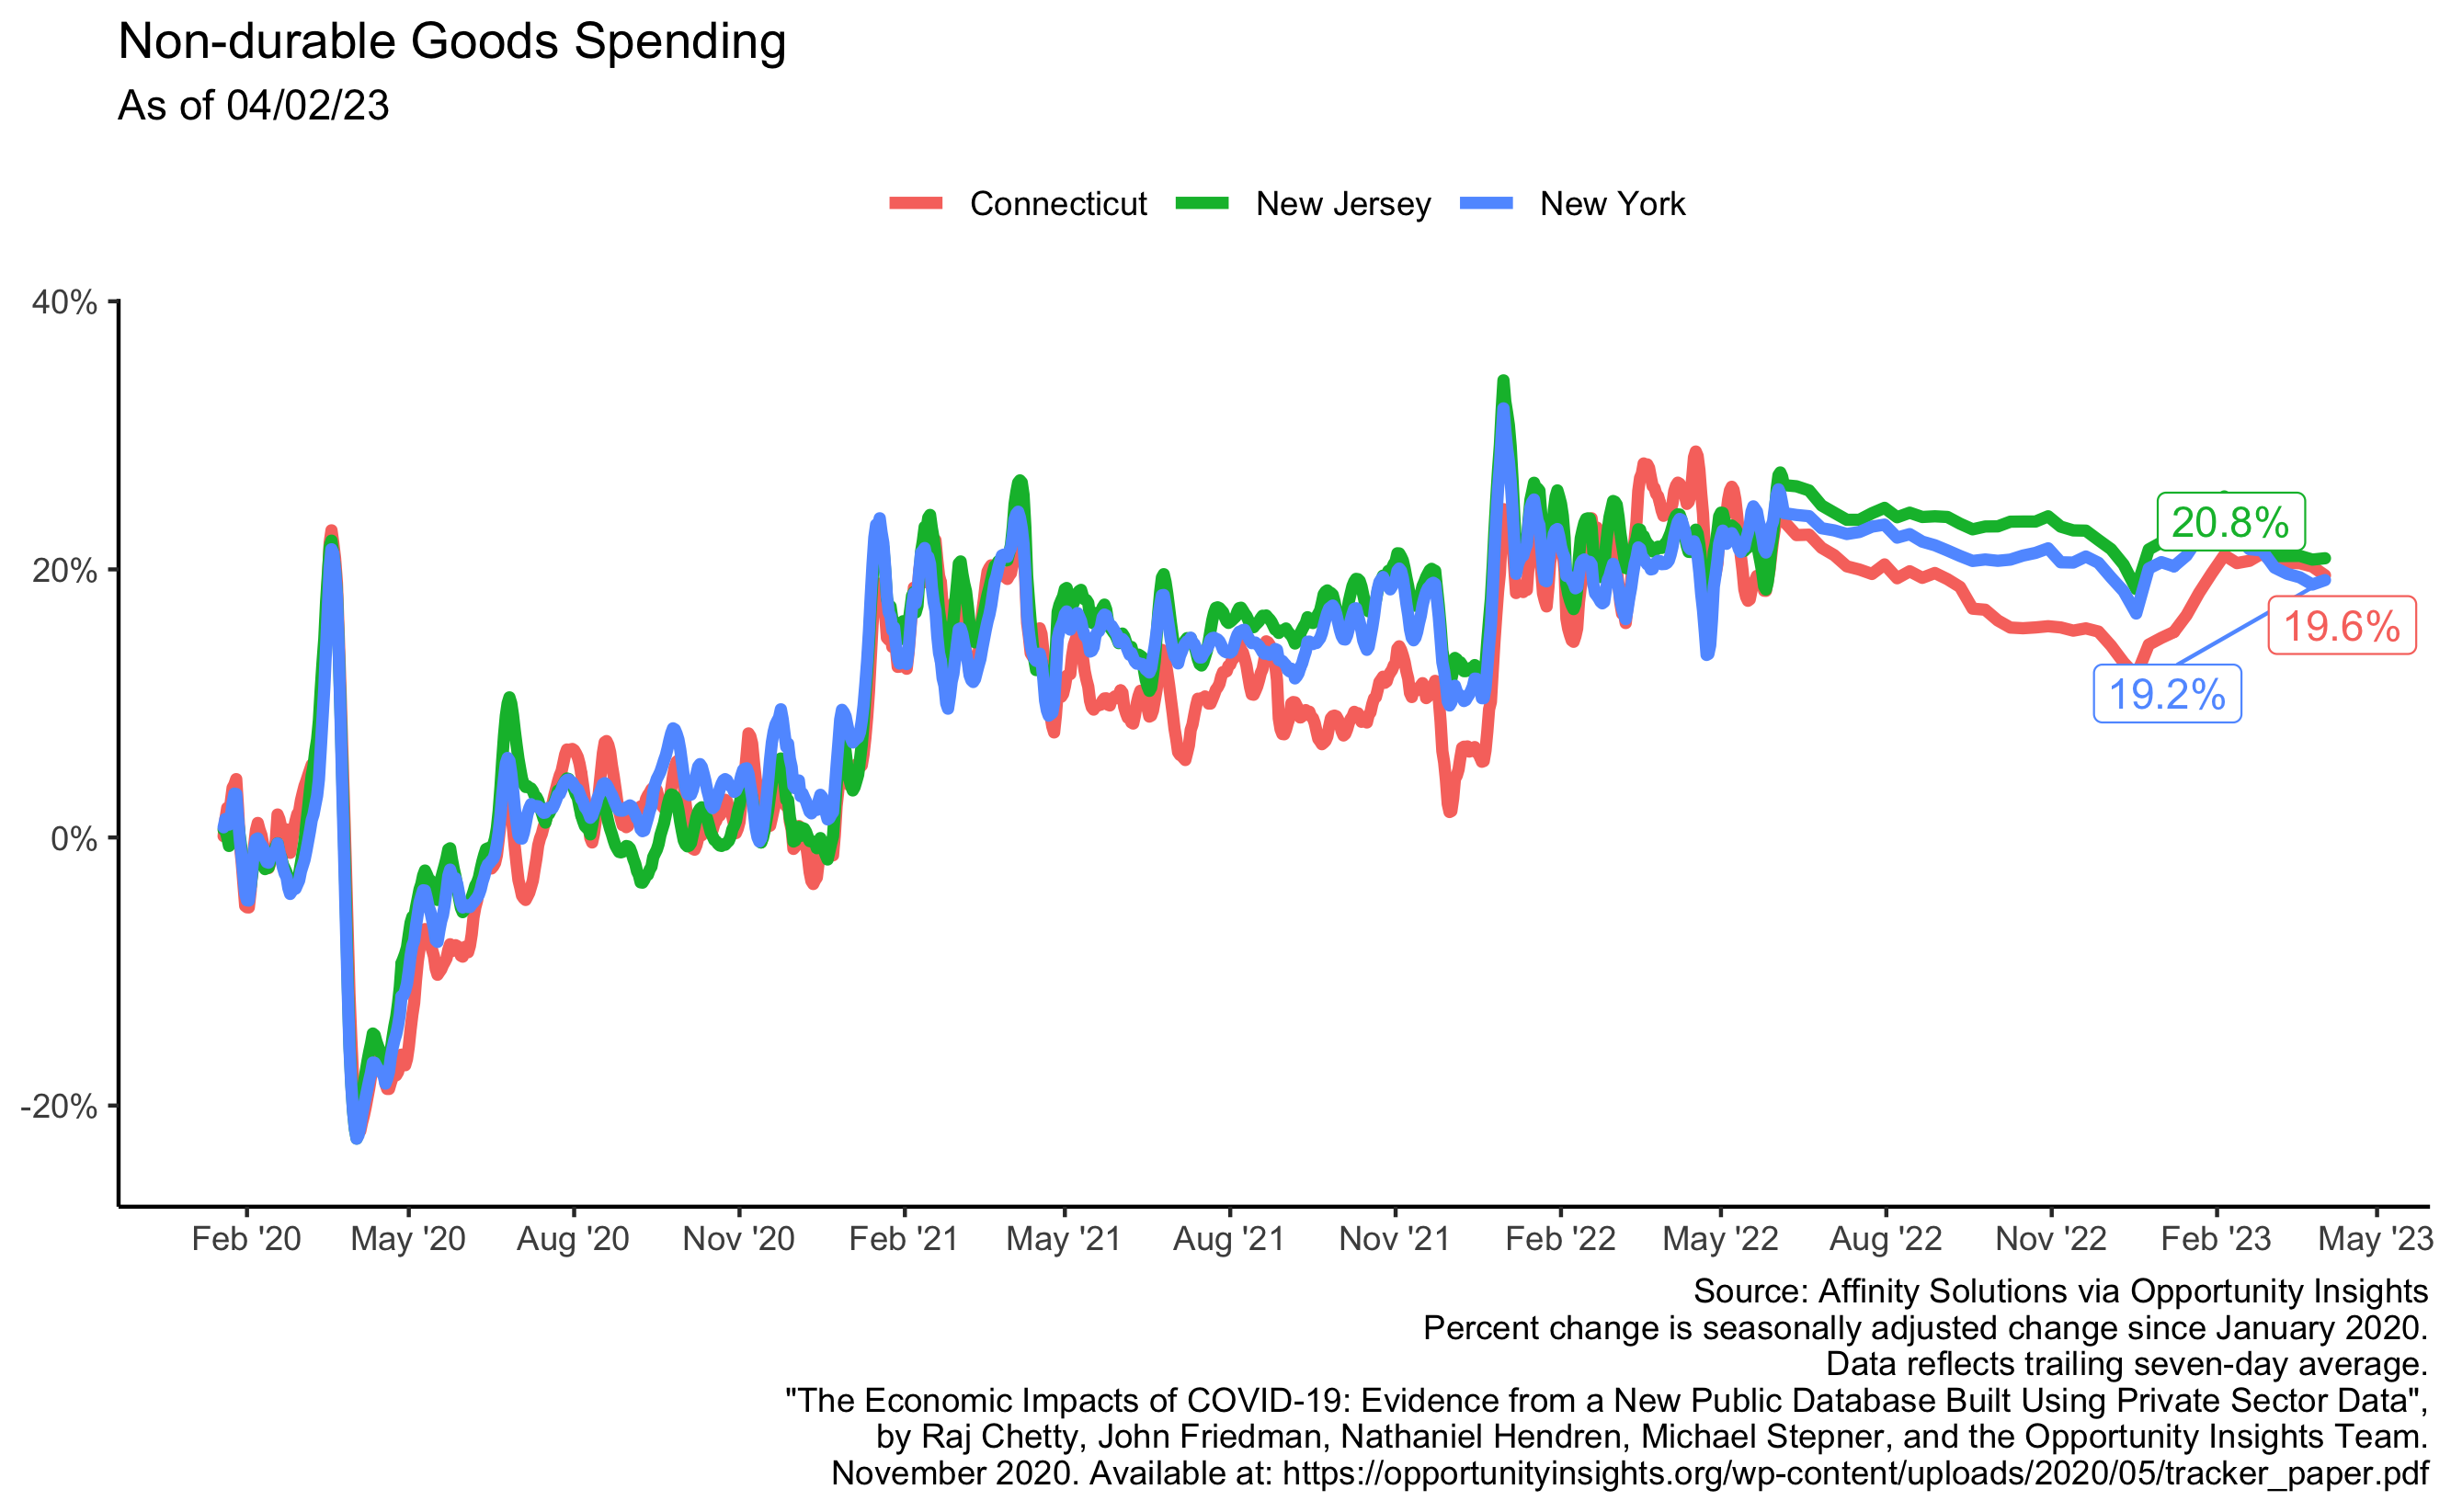 Non-durable Goods Spending
As of 04/02/23
Connecticut New Jersey New York
40%
20%
0%
-20%
20.8%
19.6%
19.2%
Feb '20 May '20 Aug '20 Nov '20 Feb '21 May '21 Aug '21 Nov '21 Feb '22 May '22 Aug '22 Nov '22 Feb '23 May '23
Source: Affinity Solutions via Opportunity Insights
Percent change is seasonally adjusted change since January 2020.
Data reflects trailing seven-day average.
"The Economic Impacts of COVID-19: Evidence from a New Public Database Built Using Private Sector Data",
by Raj Chetty, John Friedman, Nathaniel Hendren, Michael Stepner, and the Opportunity Insights Team.
November 2020. Available at: https://opportunityinsights.org/wp-content/uploads/2020/05/tracker_paper.pdf